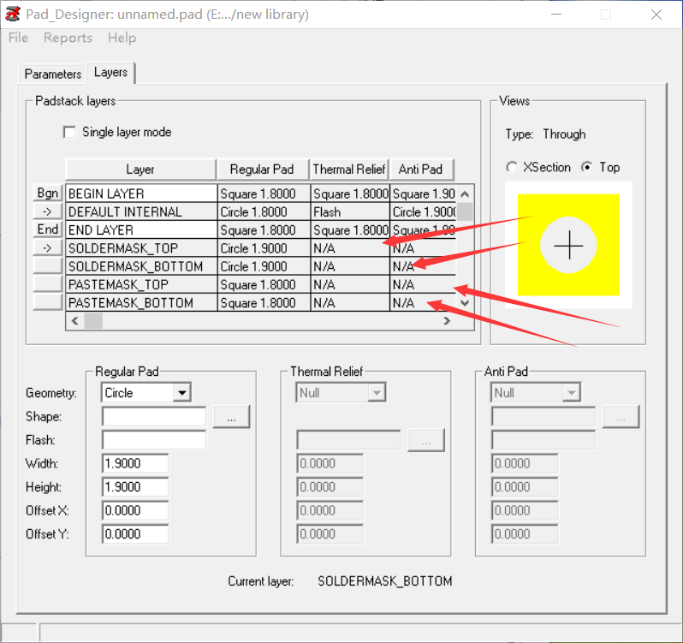 Pad_Designer: unnamed.pad (E:.../new library)
File Reports Help
Parameters Layers
Padstack layers
Single layer mode
Layer Regular Pad Thermal Relief Anti Pad
Bgn BEGIN LAYER Square 1.8000 Square 1.8000 Square 1.90
-> DEFAULT INTERNAL Circle 1.8000 Flash Circle 1.900
End END LAYER Square 1.8000 Square 1.8000 Square 1.90
-> SOLDERMASK_TOP Circle 1.9000 N/A N/A
SOLDERMASK_BOTTOM Circle 1.9000 N/A N/A
PASTEMASK_TOP Square 1.8000 N/A N/A
PASTEMASK_BOTTOM Square 1.8000 N/A N/A
Views
Type: Through
XSection Top
Regular Pad
Geometry: Circle
Shape: ...
Flash:
Width: 1.9000
Height: 1.9000
Offset X: 0.0000
Offset Y: 0.0000
Thermal Relief
Null
...
0.0000
0.0000
0.0000
0.0000
Anti Pad
Null
...
0.0000
0.0000
0.0000
0.0000
Current layer: SOLDERMASK_BOTTOM